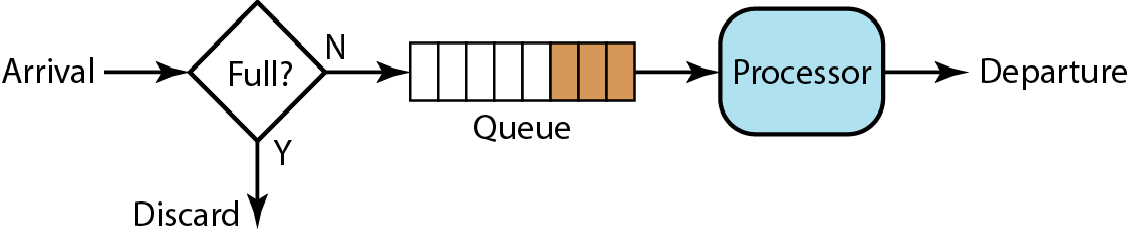 Arrival
Full?
N
Y
Discard
Queue
Processor
Departure